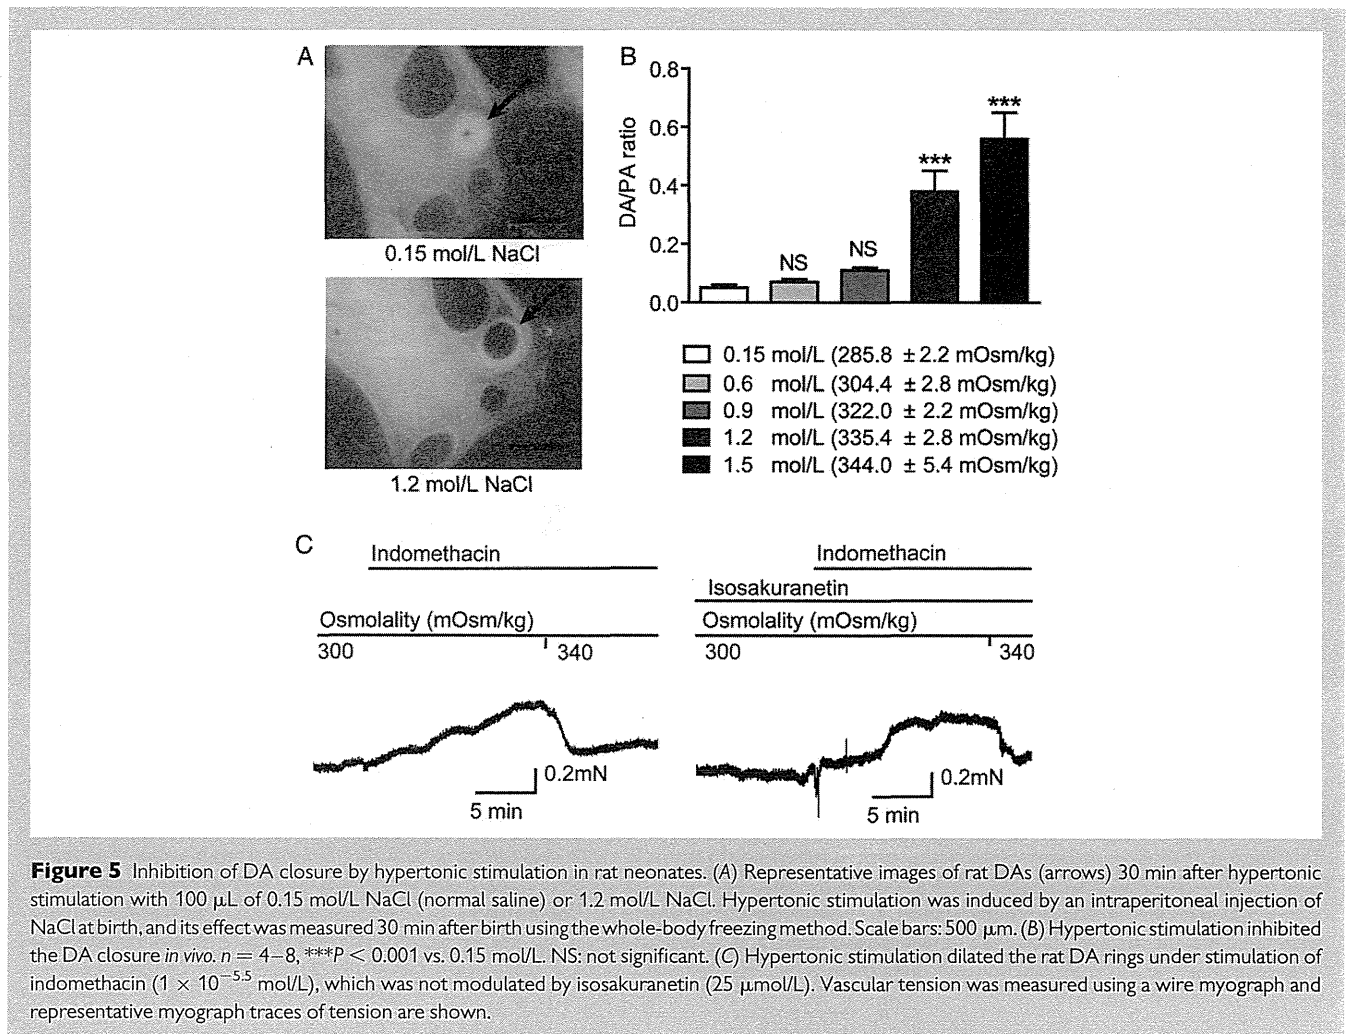 A
0.15 mol/L NaCl
1.2 mol/L NaCl
B
DA/PA ratio
0.8
0.6
0.4
0.2
0.0
NS
NS
***
***
0.15 mol/L (285.8 ± 2.2 mOsm/kg)
0.6 mol/L (304.4 ± 2.8 mOsm/kg)
0.9 mol/L (322.0 ± 2.2 mOsm/kg)
1.2 mol/L (335.4 ± 2.8 mOsm/kg)
1.5 mol/L (344.0 ± 5.4 mOsm/kg)
C
Indomethacin
Osmolality (mOsm/kg)
300 340
0.2mN
5 min
Indomethacin
Isosakuranetin
Osmolality (mOsm/kg)
300 340
0.2mN
5 min
Figure 5 Inhibition of DA closure by hypertonic stimulation in rat neonates. (A) Representative images of rat DAs (arrows) 30 min after hypertonic
stimulation with 100 μL of 0.15 mol/L NaCl (normal saline) or 1.2 mol/L NaCl. Hypertonic stimulation was induced by an intraperitoneal injection of
NaCl at birth, and its effect was measured 30 min after birth using the whole-body freezing method. Scale bars: 500 μm. (B) Hypertonic stimulation inhibited
the DA closure in vivo. n = 4–8, ***P < 0.001 vs. 0.15 mol/L. NS: not significant. (C) Hypertonic stimulation dilated the rat DA rings under stimulation of
indomethacin (1 × 10⁻⁵·⁵ mol/L), which was not modulated by isosakuranetin (25 μmol/L). Vascular tension was measured using a wire myograph and
representative myograph traces of tension are shown.